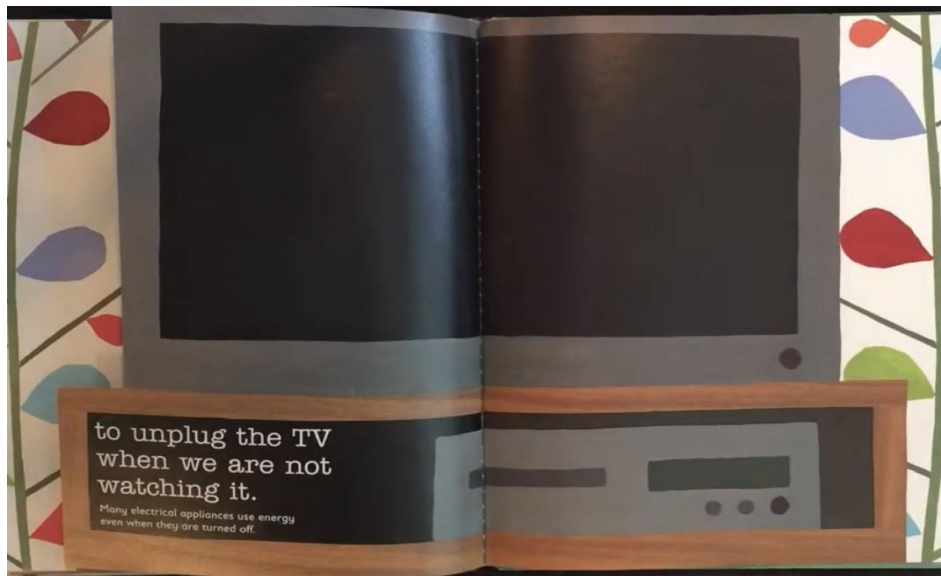 to unplug the TV
when we are not
watching it.
Many electrical appliances use energy
even when they are turned off.